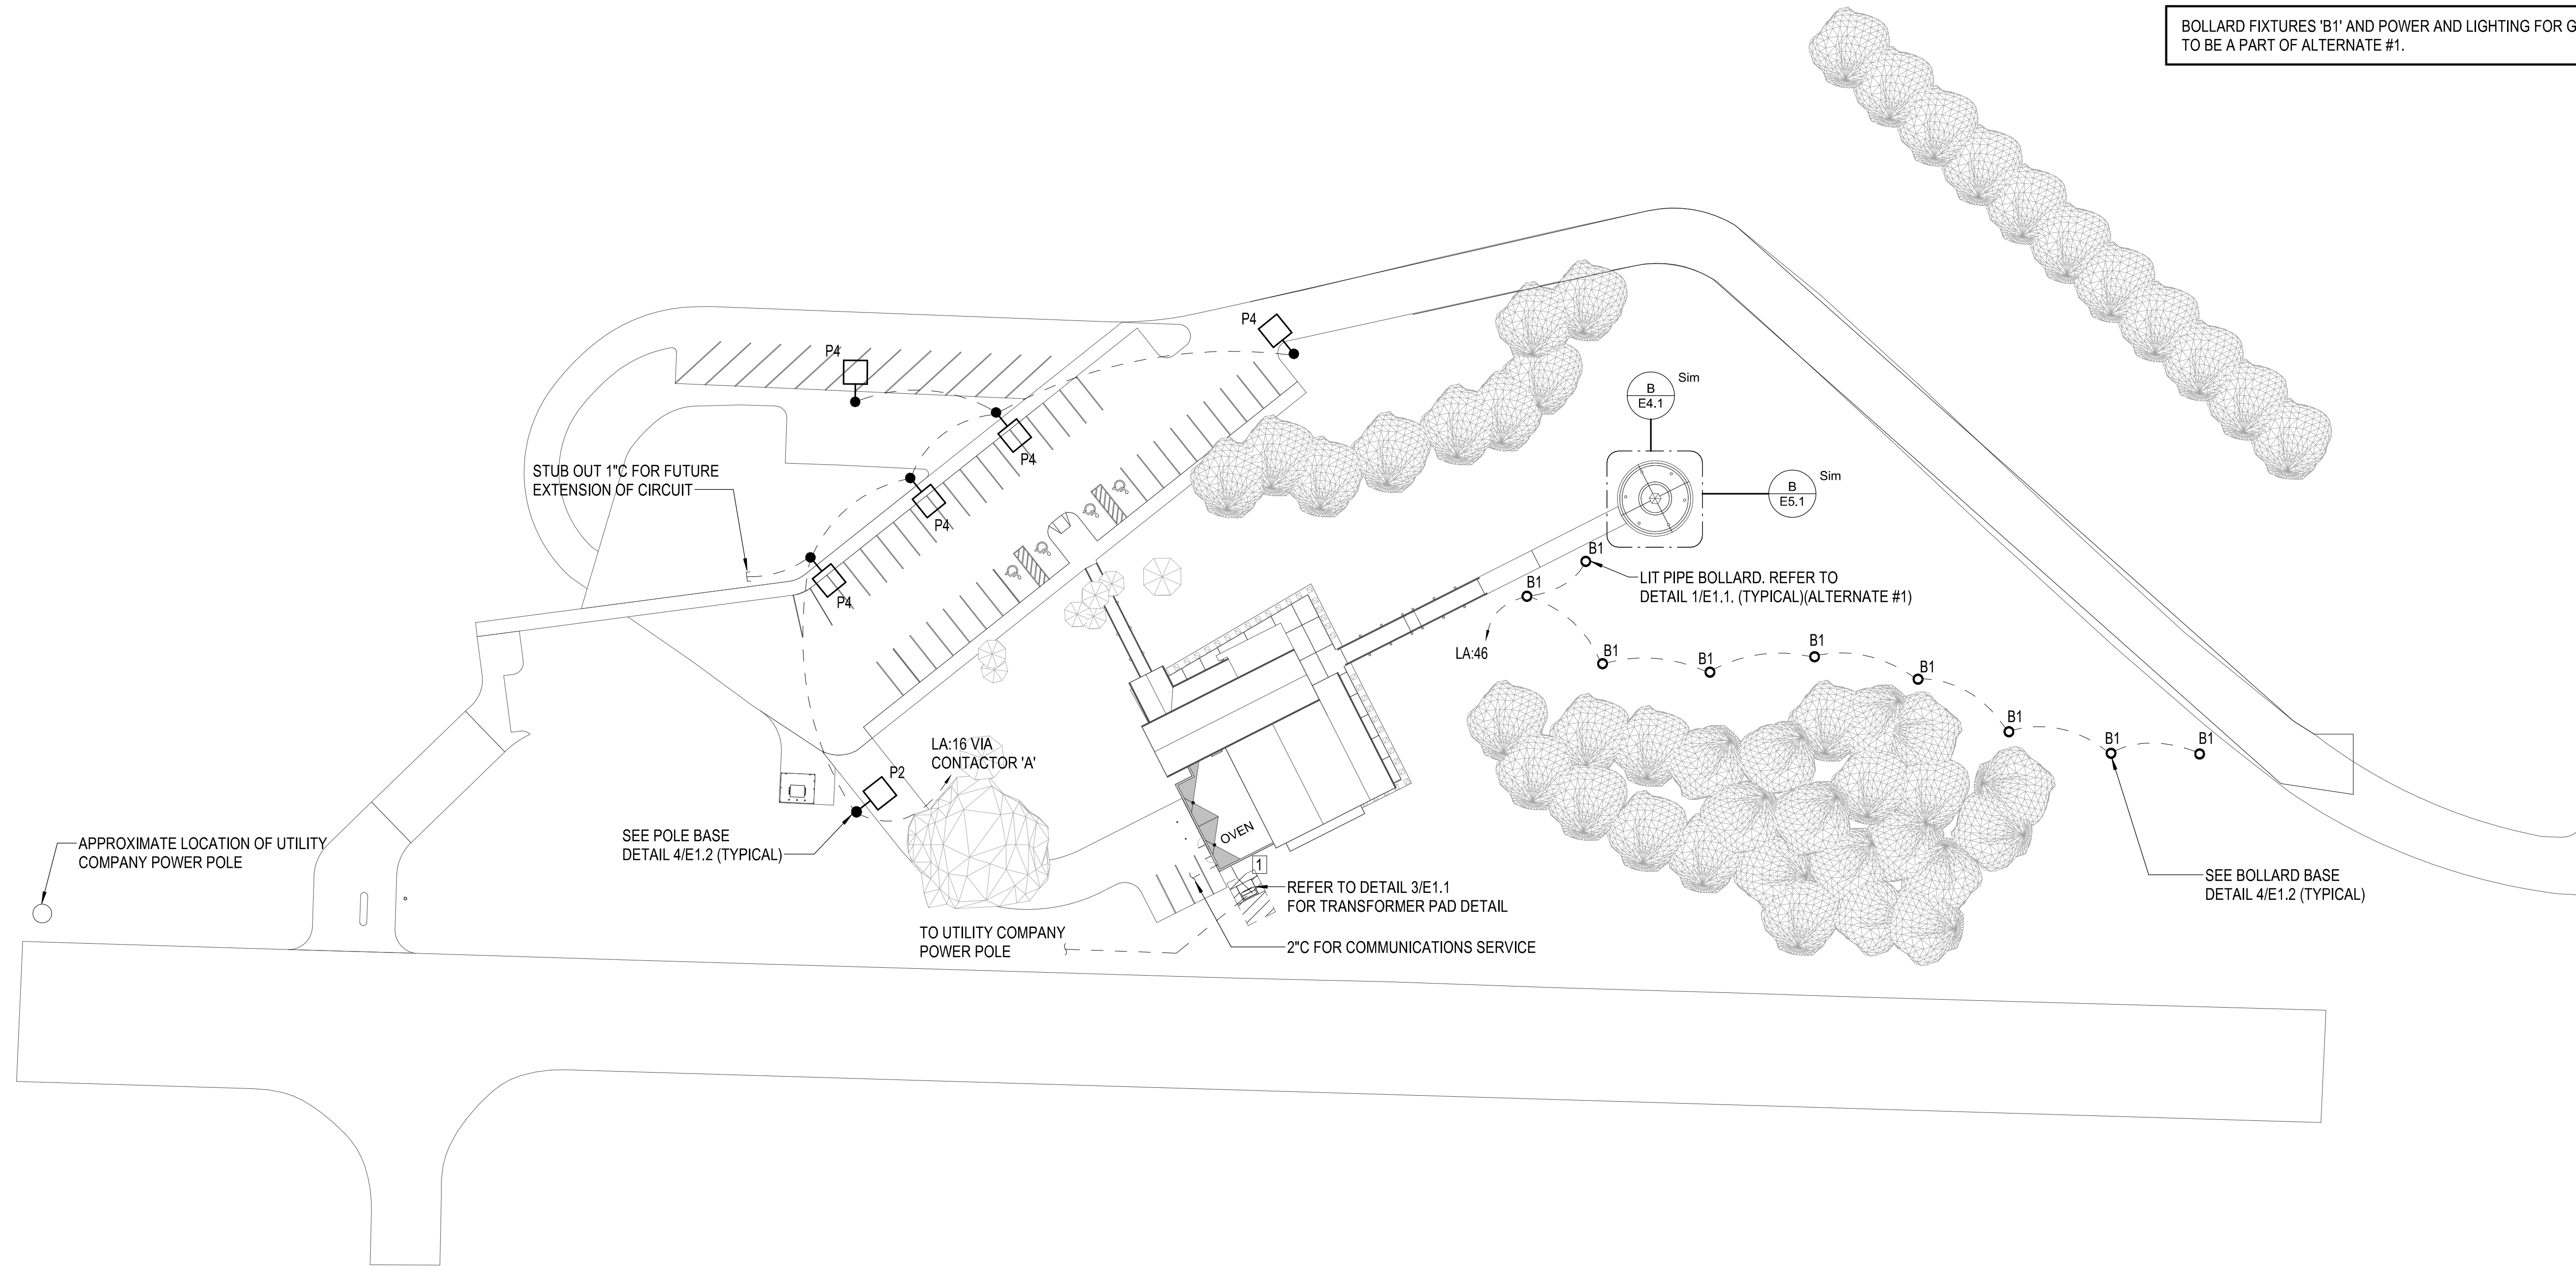 BOLLARD FIXTURES 'B1' AND POWER AND LIGHTING FOR G
TO BE A PART OF ALTERNATE #1.
P4
P4
P4
P4
P4
B
E4.1
Sim
B
E5.1
Sim
STUB OUT 1"C FOR FUTURE
EXTENSION OF CIRCUIT
B1
B1
LIT PIPE BOLLARD. REFER TO
DETAIL 1/E1.1. (TYPICAL)(ALTERNATE #1)
LA:46
B1
B1
B1
B1
B1
B1
B1
LA:16 VIA
CONTACTOR 'A'
P2
SEE POLE BASE
DETAIL 4/E1.2 (TYPICAL)
OVEN
1
APPROXIMATE LOCATION OF UTILITY
COMPANY POWER POLE
REFER TO DETAIL 3/E1.1
FOR TRANSFORMER PAD DETAIL
SEE BOLLARD BASE
DETAIL 4/E1.2 (TYPICAL)
TO UTILITY COMPANY
POWER POLE
2"C FOR COMMUNICATIONS SERVICE